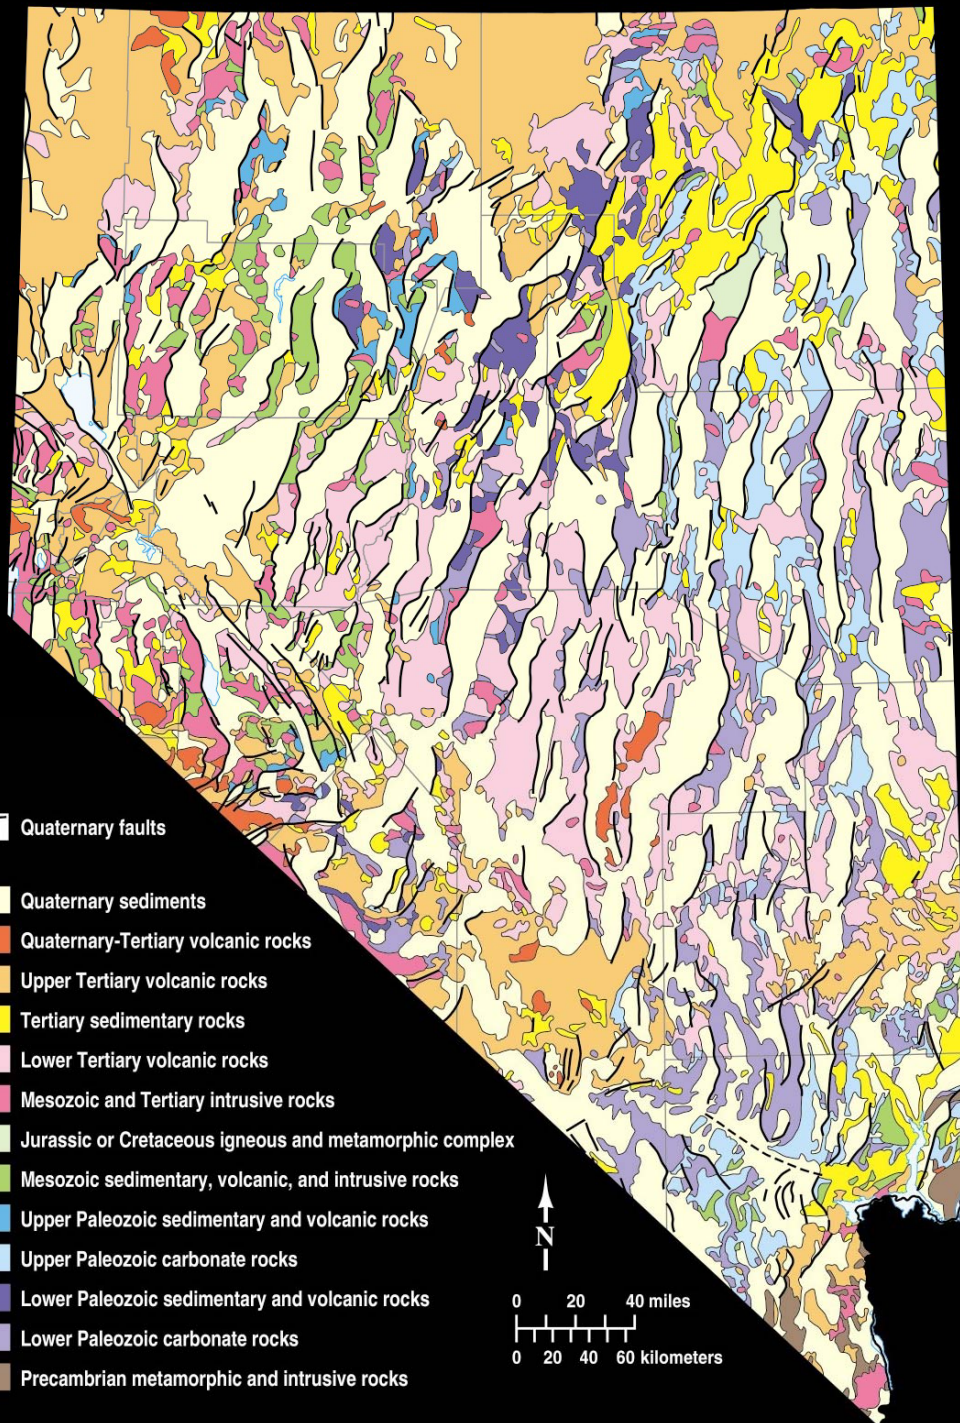 Quaternary faults
Quaternary sediments
Quaternary-Tertiary volcanic rocks
Upper Tertiary volcanic rocks
Tertiary sedimentary rocks
Lower Tertiary volcanic rocks
Mesozoic and Tertiary intrusive rocks
Jurassic or Cretaceous igneous and metamorphic complex
Mesozoic sedimentary, volcanic, and intrusive rocks
Upper Paleozoic sedimentary and volcanic rocks
Upper Paleozoic carbonate rocks
Lower Paleozoic sedimentary and volcanic rocks
Lower Paleozoic carbonate rocks
Precambrian metamorphic and intrusive rocks
N
0 20 40 miles
0 20 40 60 kilometers